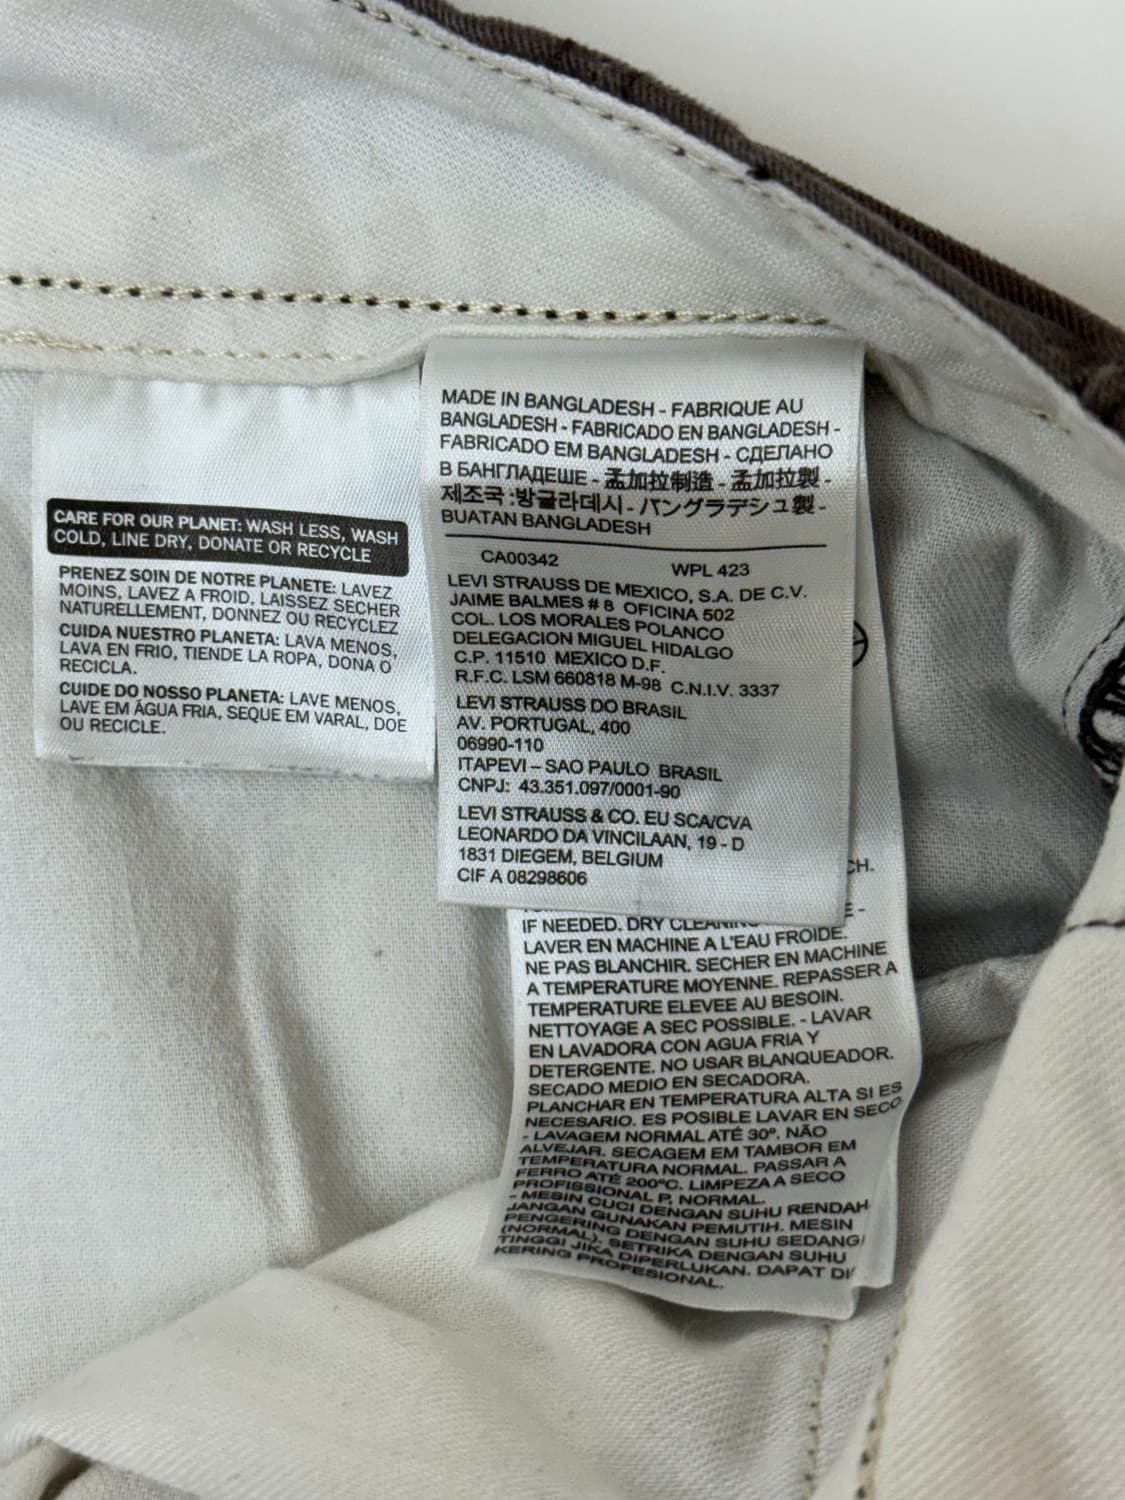 CARE FOR OUR PLANET: WASH LESS, WASH
COLD, LINE DRY, DONATE OR RECYCLE
PRENEZ SOIN DE NOTRE PLANETE: LAVEZ
MOINS, LAVEZ A FROID, LAISSEZ SECHER
NATURELLEMENT, DONNEZ OU RECYCLEZ
CUIDA NUESTRO PLANETA: LAVA MENOS,
LAVA EN FRIO, TIENDE LA ROPA, DONA O
RECICLA.
CUIDE DO NOSSO PLANETA: LAVE MENOS,
LAVE EM ÁGUA FRIA, SEQUE EM VARAL, DOE
OU RECICLE.
MADE IN BANGLADESH - FABRIQUE AU
BANGLADESH - FABRICADO EN BANGLADESH -
FABRICADO EM BANGLADESH - СДЕЛАНО
В БАНГЛАДЕШЕ - 孟加拉制造 - 孟加拉製 -
제조국 :방글라데시 - バングラデシュ製 -
BUATAN BANGLADESH
CA00342 WPL 423
LEVI STRAUSS DE MEXICO, S.A. DE C.V.
JAIME BALMES # 8 OFICINA 502
COL. LOS MORALES POLANCO
DELEGACION MIGUEL HIDALGO
C.P. 11510 MEXICO D.F.
R.F.C. LSM 660818 M-98 C.N.I.V. 3337
LEVI STRAUSS DO BRASIL
AV. PORTUGAL, 400
06990-110
ITAPEVI – SAO PAULO BRASIL
CNPJ: 43.351.097/0001-90
LEVI STRAUSS & CO. EU SCA/CVA
LEONARDO DA VINCILAAN, 19 - D
1831 DIEGEM, BELGIUM
CIF A 08298606
CH.
E -
IF NEEDED. DRY CLEANING
LAVER EN MACHINE A L'EAU FROIDE.
NE PAS BLANCHIR. SECHER EN MACHINE
A TEMPERATURE MOYENNE. REPASSER A
TEMPERATURE ELEVEE AU BESOIN.
NETTOYAGE A SEC POSSIBLE. - LAVAR
EN LAVADORA CON AGUA FRIA Y
DETERGENTE. NO USAR BLANQUEADOR.
SECADO MEDIO EN SECADORA.
PLANCHAR EN TEMPERATURA ALTA SI ES
NECESARIO. ES POSIBLE LAVAR EN SECO
- LAVAGEM NORMAL ATÉ 30º. NÃO
ALVEJAR. SECAGEM EM TAMBOR EM
TEMPERATURA NORMAL. PASSAR A
FERRO ATÉ 200ºC. LIMPEZA A SECO
PROFISSIONAL P, NORMAL.
- MESIN CUCI DENGAN SUHU RENDAH
JANGAN GUNAKAN PEMUTIH. MESIN
PENGERING DENGAN SUHU SEDANG
(NORMAL). SETRIKA DENGAN SUHU
TINGGI JIKA DIPERLUKAN. DAPAT DI
KERING PROFESIONAL.